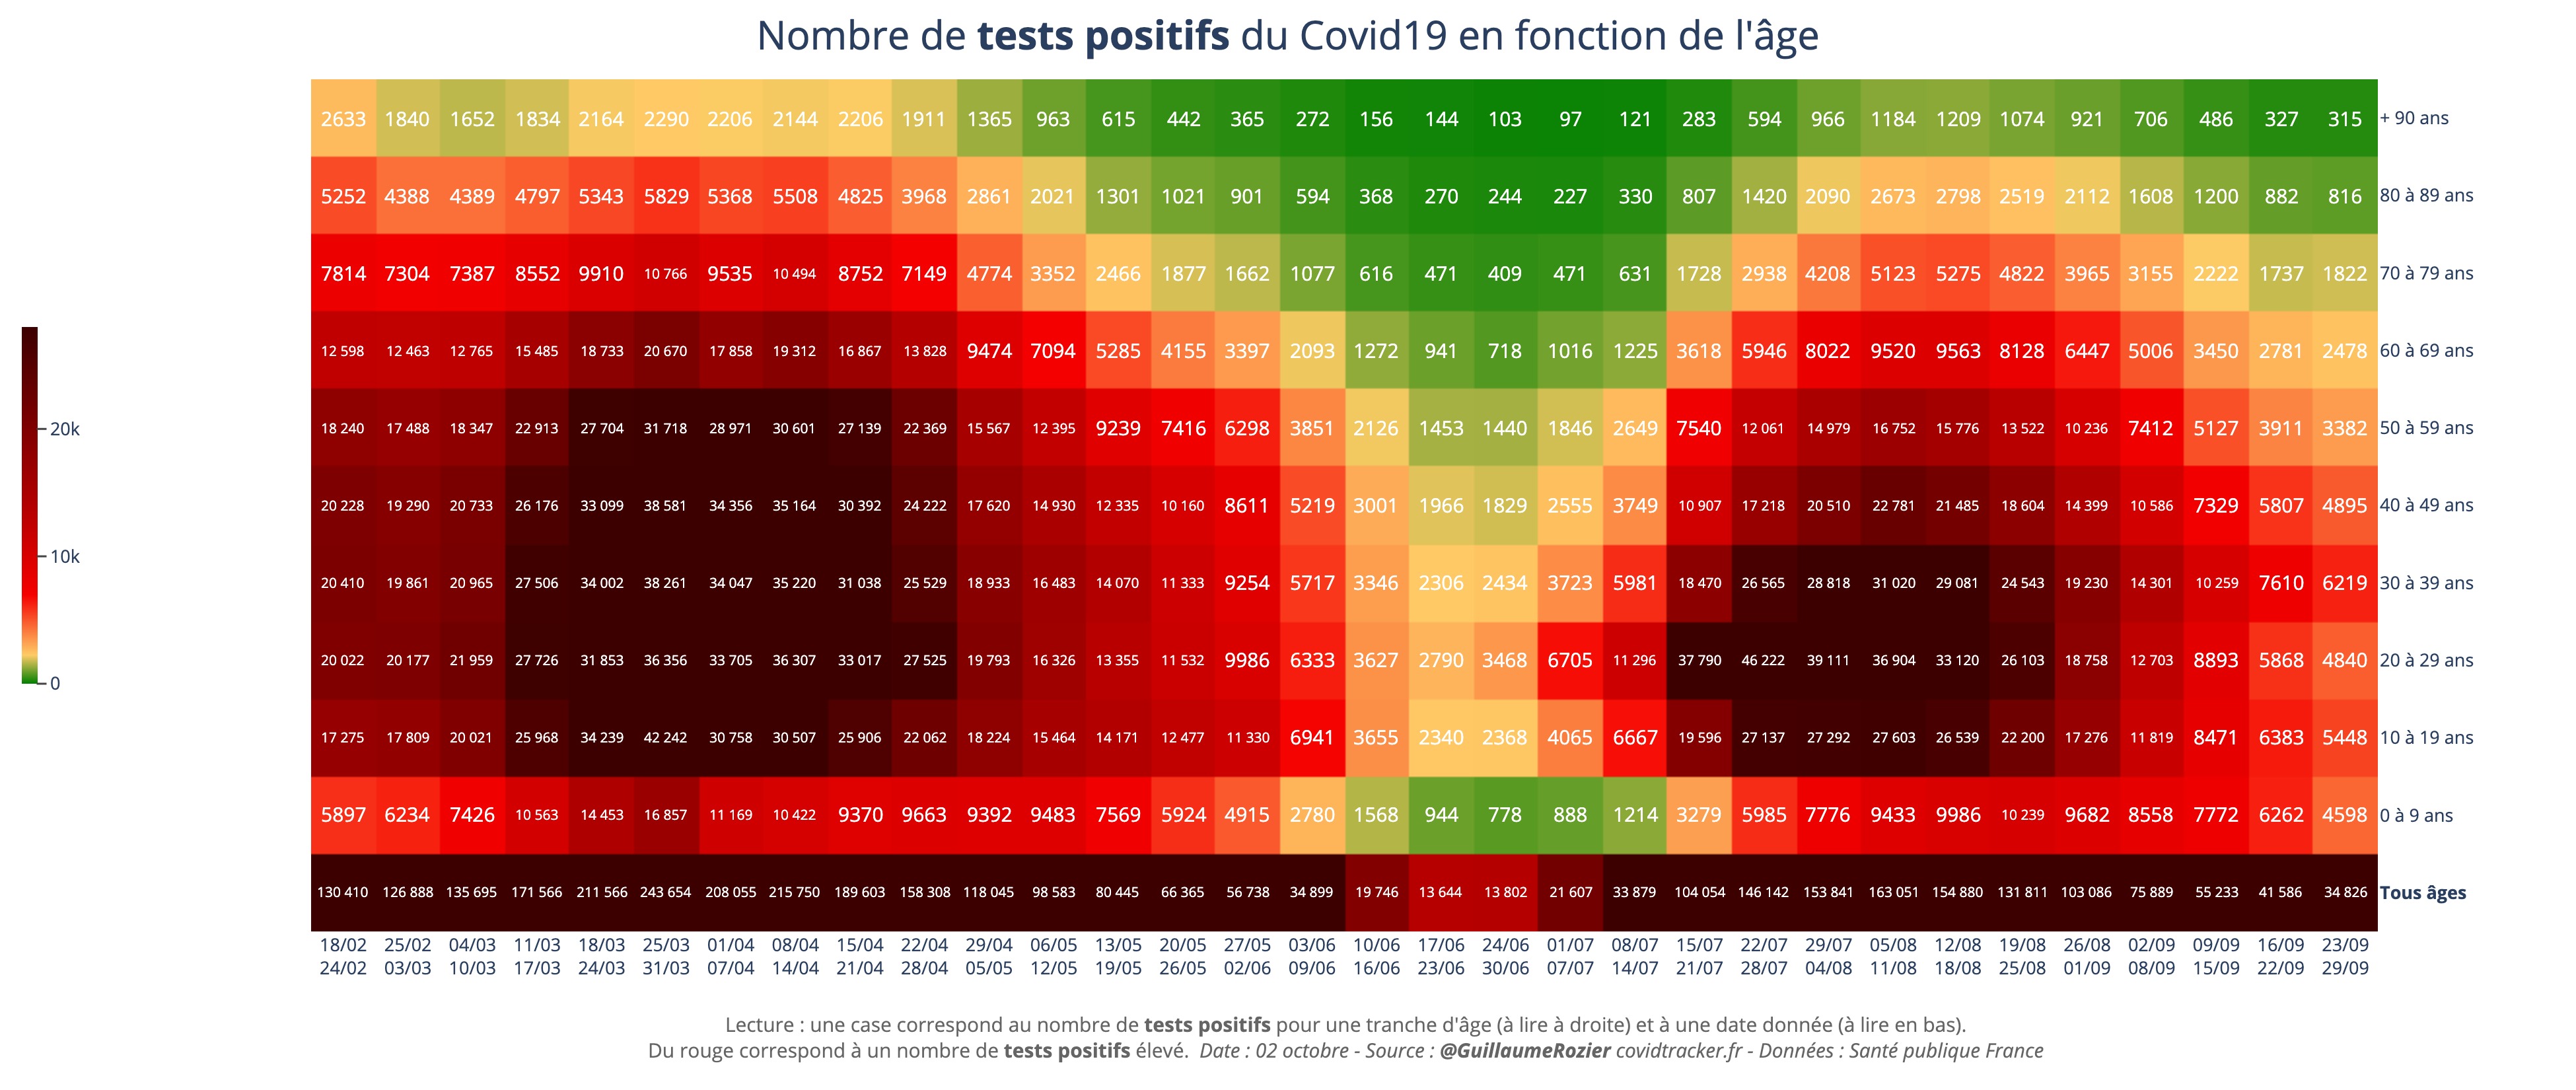 Nombre de tests positifs du Covid19 en fonction de l'âge
2633 1840 1652 1834 2164 2290 2206 2144 2206 1911 1365 963 615 442 365 272 156 144 103 97 121 283 594 966 1184 1209 1074 921 706 486 327 315 + 90 ans
5252 4388 4389 4797 5343 5829 5368 5508 4825 3968 2861 2021 1301 1021 901 594 368 270 244 227 330 807 1420 2090 2673 2798 2519 2112 1608 1200 882 816 80 à 89 ans
7814 7304 7387 8552 9910 10 766 9535 10 494 8752 7149 4774 3352 2466 1877 1662 1077 616 471 409 471 631 1728 2938 4208 5123 5275 4822 3965 3155 2222 1737 1822 70 à 79 ans
12 598 12 463 12 765 15 485 18 733 20 670 17 858 19 312 16 867 13 828 9474 7094 5285 4155 3397 2093 1272 941 718 1016 1225 3618 5946 8022 9520 9563 8128 6447 5006 3450 2781 2478 60 à 69 ans
20k
18 240 17 488 18 347 22 913 27 704 31 718 28 971 30 601 27 139 22 369 15 567 12 395 9239 7416 6298 3851 2126 1453 1440 1846 2649 7540 12 061 14 979 16 752 15 776 13 522 10 236 7412 5127 3911 3382 50 à 59 ans
20 228 19 290 20 733 26 176 33 099 38 581 34 356 35 164 30 392 24 222 17 620 14 930 12 335 10 160 8611 5219 3001 1966 1829 2555 3749 10 907 17 218 20 510 22 781 21 485 18 604 14 399 10 586 7329 5807 4895 40 à 49 ans
10k
20 410 19 861 20 965 27 506 34 002 38 261 34 047 35 220 31 038 25 529 18 933 16 483 14 070 11 333 9254 5717 3346 2306 2434 3723 5981 18 470 26 565 28 818 31 020 29 081 24 543 19 230 14 301 10 259 7610 6219 30 à 39 ans
20 022 20 177 21 959 27 726 31 853 36 356 33 705 36 307 33 017 27 525 19 793 16 326 13 355 11 532 9986 6333 3627 2790 3468 6705 11 296 37 790 46 222 39 111 36 904 33 120 26 103 18 758 12 703 8893 5868 4840 20 à 29 ans
0
17 275 17 809 20 021 25 968 34 239 42 242 30 758 30 507 25 906 22 062 18 224 15 464 14 171 12 477 11 330 6941 3655 2340 2368 4065 6667 19 596 27 137 27 292 27 603 26 539 22 200 17 276 11 819 8471 6383 5448 10 à 19 ans
5897 6234 7426 10 563 14 453 16 857 11 169 10 422 9370 9663 9392 9483 7569 5924 4915 2780 1568 944 778 888 1214 3279 5985 7776 9433 9986 10 239 9682 8558 7772 6262 4598 0 à 9 ans
130 410 126 888 135 695 171 566 211 566 243 654 208 055 215 750 189 603 158 308 118 045 98 583 80 445 66 365 56 738 34 899 19 746 13 644 13 802 21 607 33 879 104 054 146 142 153 841 163 051 154 880 131 811 103 086 75 889 55 233 41 586 34 826 Tous âges
18/02 25/02 04/03 11/03 18/03 25/03 01/04 08/04 15/04 22/04 29/04 06/05 13/05 20/05 27/05 03/06 10/06 17/06 24/06 01/07 08/07 15/07 22/07 29/07 05/08 12/08 19/08 26/08 02/09 09/09 16/09 23/09
24/02 03/03 10/03 17/03 24/03 31/03 07/04 14/04 21/04 28/04 05/05 12/05 19/05 26/05 02/06 09/06 16/06 23/06 30/06 07/07 14/07 21/07 28/07 04/08 11/08 18/08 25/08 01/09 08/09 15/09 22/09 29/09
Lecture : une case correspond au nombre de tests positifs pour une tranche d'âge (à lire à droite) et à une date donnée (à lire en bas).
Du rouge correspond à un nombre de tests positifs élevé. Date : 02 octobre - Source : @GuillaumeRozier covidtracker.fr - Données : Santé publique France